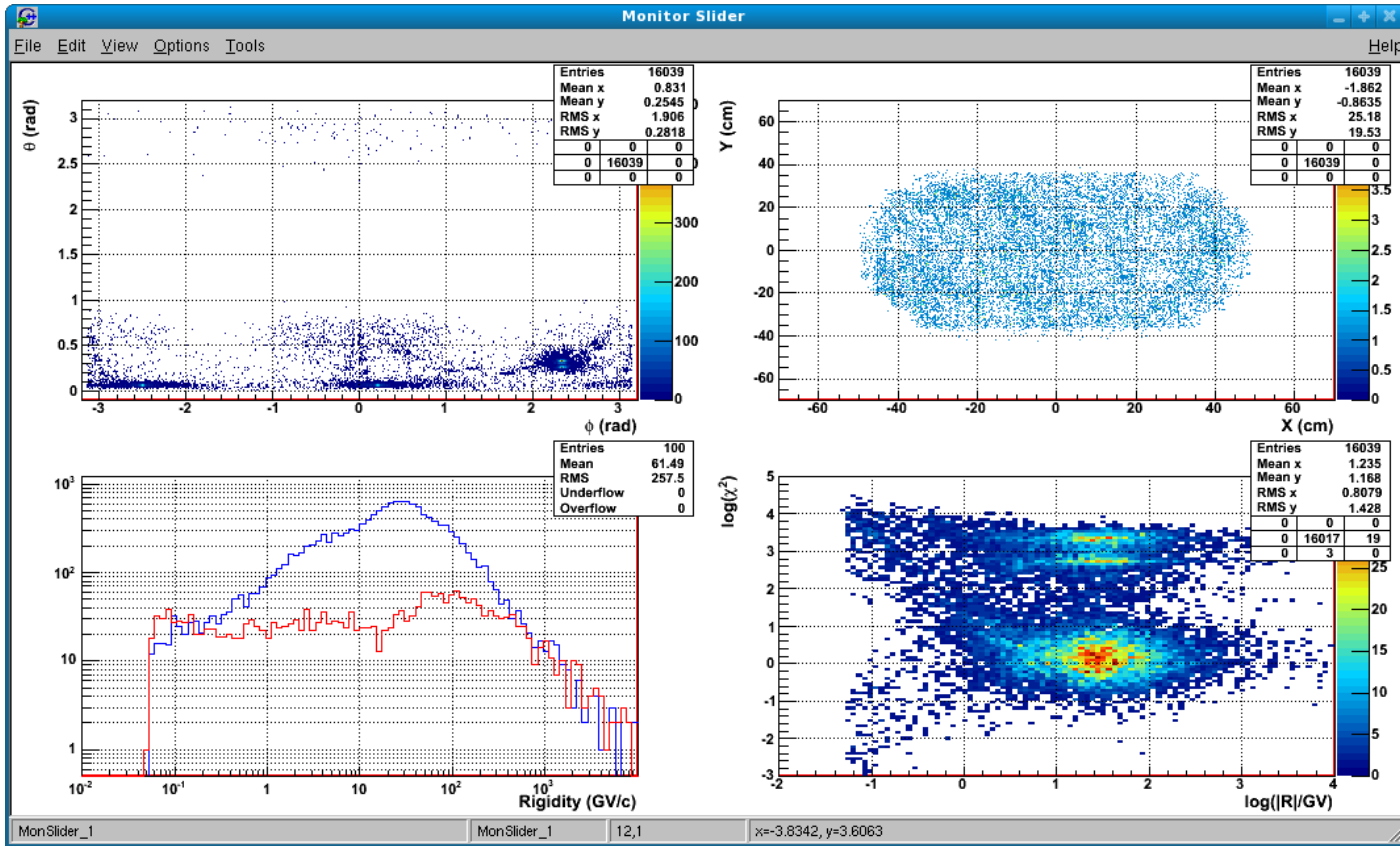 Monitor Slider
File Edit View Options Tools Help
Entries 16039
Mean x 0.831
Mean y 0.2545
RMS x 1.906
RMS y 0.2818
0 0 0
0 16039 0
0 0 0
θ (rad)
3
2.5
2
1.5
1
0.5
0
-3 -2 -1 0 1 2 3
ϕ (rad)
300
200
100
0
Entries 16039
Mean x -1.862
Mean y -0.8635
RMS x 25.18
RMS y 19.53
0 0 0
0 16039 0
0 0 0
Y (cm)
60
40
20
0
-20
-40
-60
-60 -40 -20 0 20 40 60
X (cm)
3.5
3
2.5
2
1.5
1
0.5
0
Entries 100
Mean 61.49
RMS 257.5
Underflow 0
Overflow 0
10³
10²
10
1
10⁻² 10⁻¹ 1 10 10² 10³
Rigidity (GV/c)
Entries 16039
Mean x 1.235
Mean y 1.168
RMS x 0.8079
RMS y 1.428
0 0 0
0 16017 19
0 3 0
log(χ²)
5
4
3
2
1
0
-1
-2
-3
-2 -1 0 1 2 3 4
log(|R|/GV)
25
20
15
10
5
0
MonSlider_1 MonSlider_1 12,1 x=-3.8342, y=3.6063